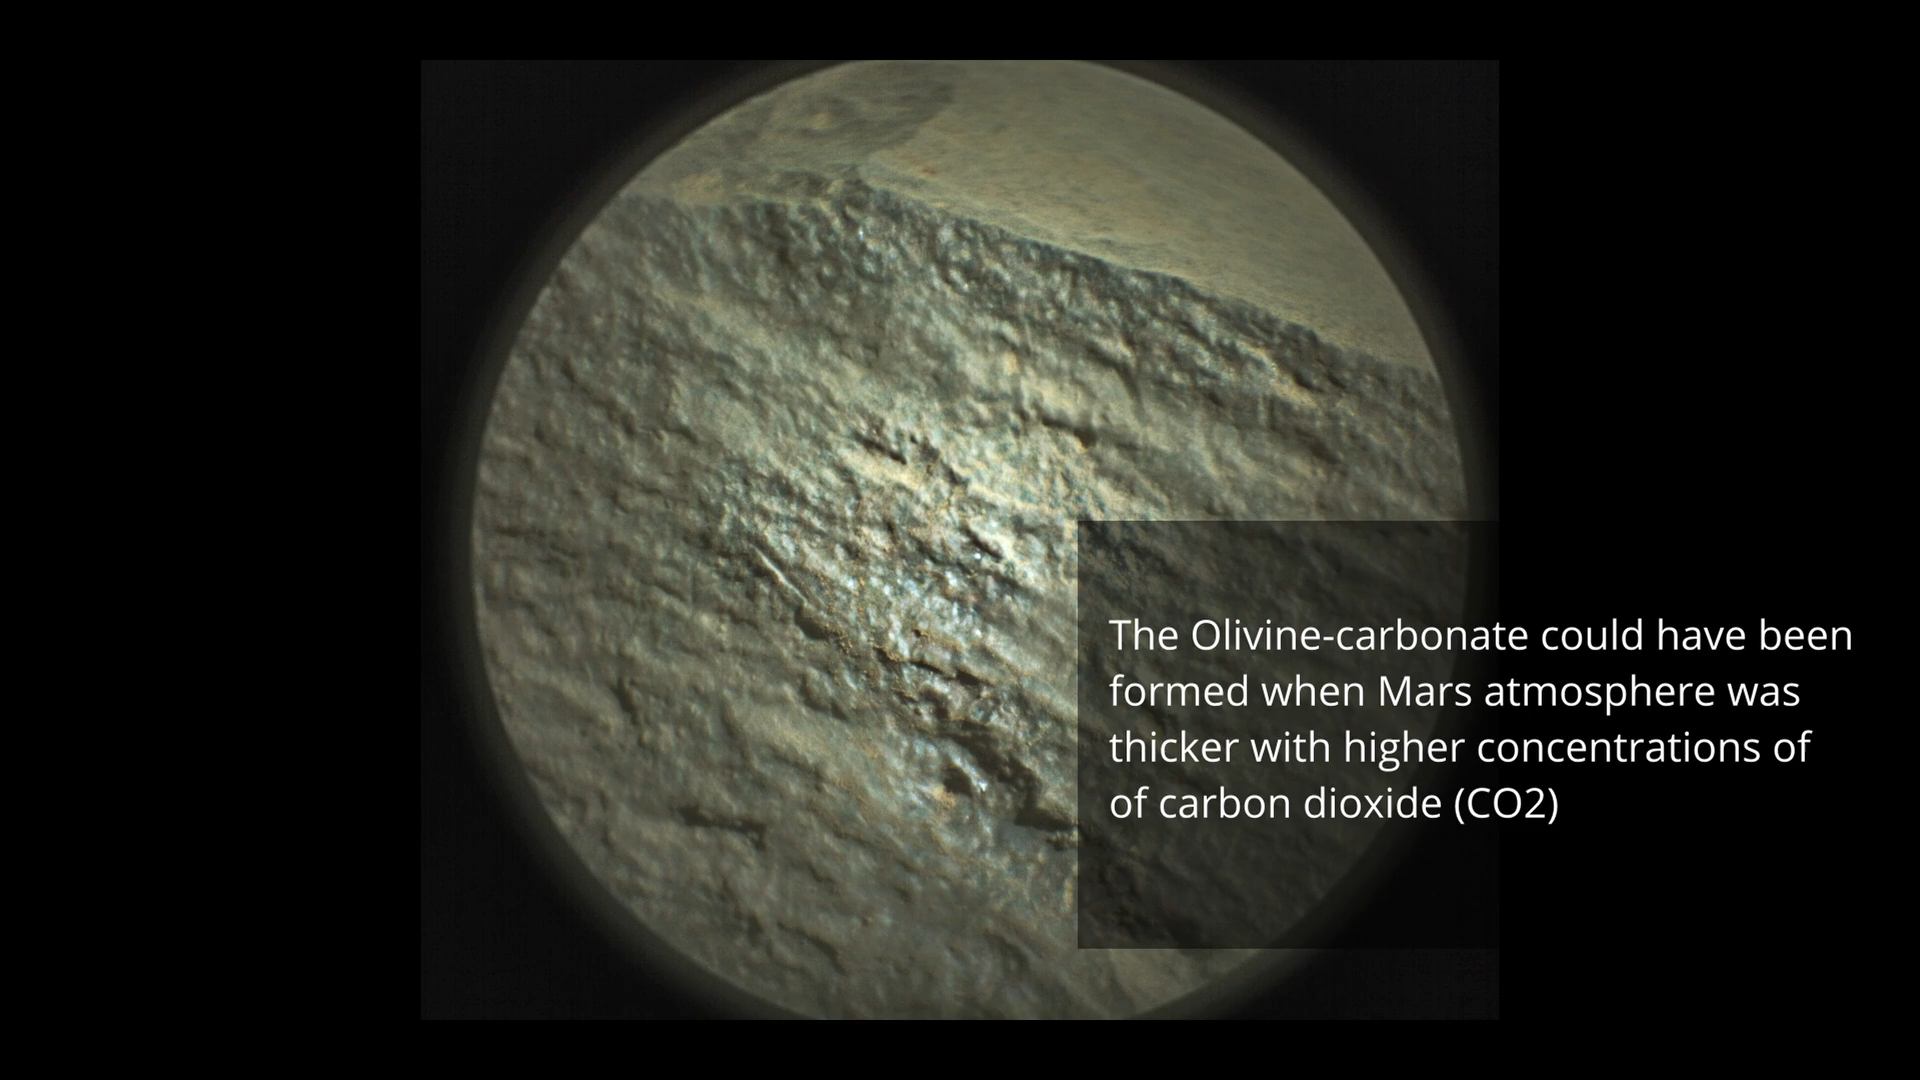 The Olivine-carbonate could have been
formed when Mars atmosphere was
thicker with higher concentrations of
of carbon dioxide (CO2)